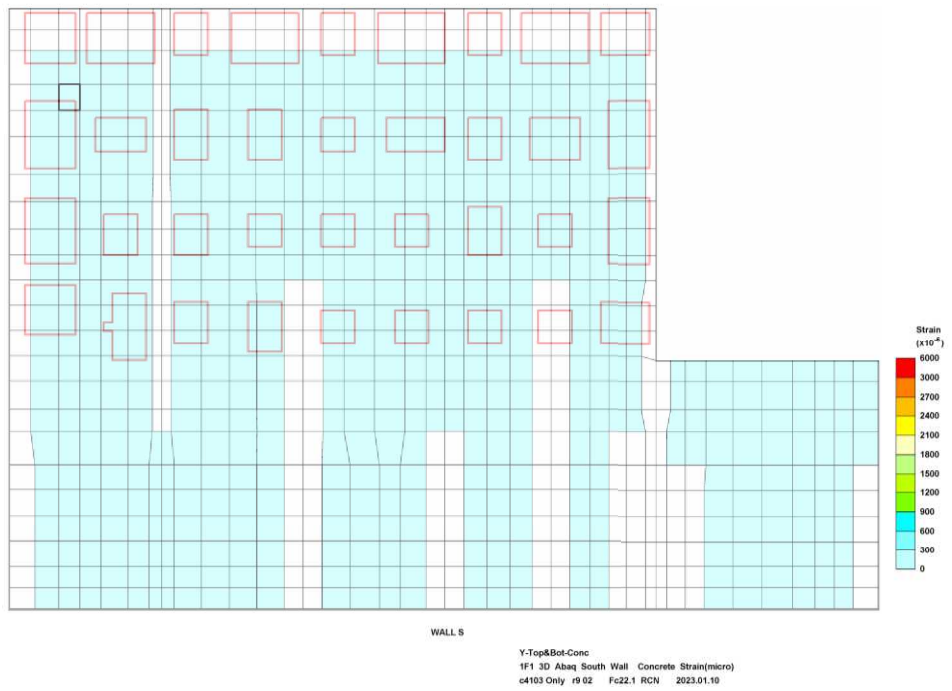 Strain
(x10⁻⁶)
6000
3000
2700
2400
2100
1800
1500
1200
900
600
300
0
WALL S
Y-Top&Bot-Conc
1F1 3D Abaq South Wall Concrete Strain(micro)
c4103 Only r9 02 Fc22.1 RCN 2023.01.10